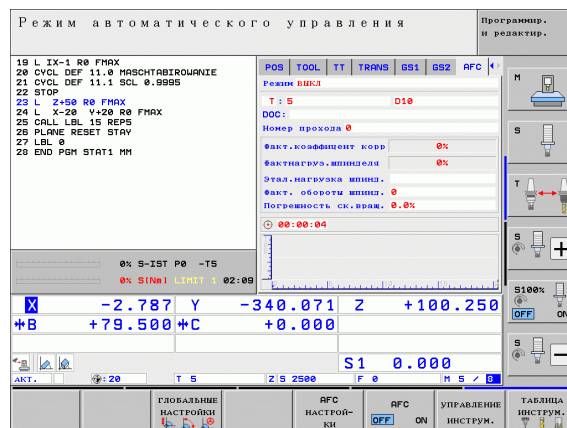 Режим автоматического управления
Программир.
и редактир.
19 L IX-1 R0 FMAX
20 CYCL DEF 11.0 MASCHTABIROWANIE
21 CYCL DEF 11.1 SCL 0.9995
22 STOP
23 L Z+50 R0 FMAX
24 L X-20 Y+20 R0 FMAX
25 CALL LBL 15 REP5
26 PLANE RESET STAY
27 LBL 0
28 END PGM STAT1 MM
0% S-IST P0 -T5
0% S[Nm] LIMIT 1 02:09
POS TOOL TT TRANS GS1 GS2 AFC
Режим ВЫКЛ
T : 5 D10
DOC:
Номер прохода 0
Факт.коэффицент корр 0%
Фактнагруз.шпинделя 0%
Этал.нагрузка шпинд.
Факт. обороты шпинд. 0
Погрешность ск.вращ. 0.0%
00:00:04
X -2.787 Y -340.071 Z +100.250
B +79.500 C +0.000
S1 0.000
АКТ. : 20 T 5 Z S 2500 F 0 M 5 / 8
M
S
T
S
S100%
OFF ON
S
ГЛОБАЛЬНЫЕ
НАСТРОЙКИ
AFC
НАСТРОЙ-
КИ
AFC
OFF ON
УПРАВЛЕНИЕ
ИНСТРУМ.
ТАБЛИЦА
ИНСТРУМ.